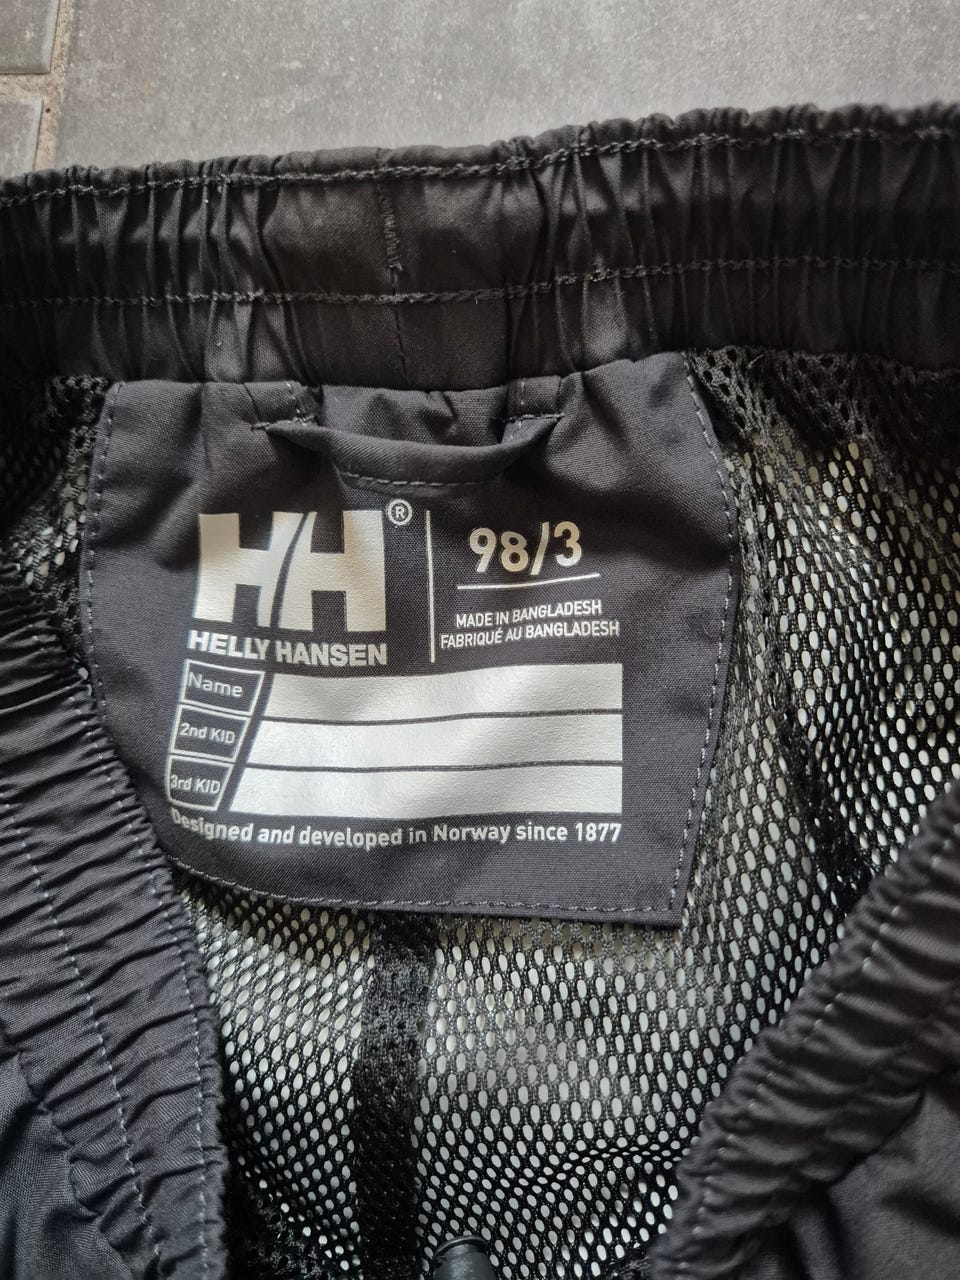 HH®
HELLY HANSEN
98/3
MADE IN BANGLADESH
FABRIQUÉ AU BANGLADESH
Name
2nd KID
3rd KID
Designed and developed in Norway since 1877